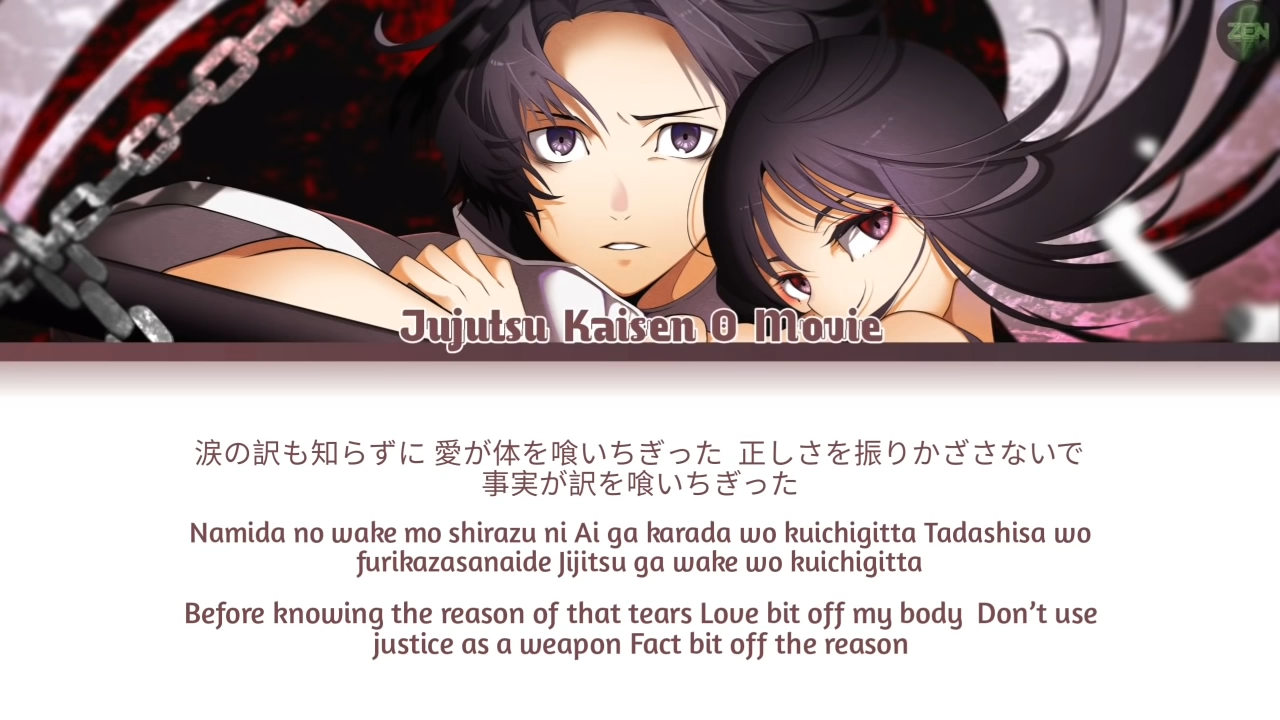 ZEN
Jujutsu Kaisen 0 Movie
涙の訳も知らずに 愛が体を喰いちぎった  正しさを振りかざさないで
事実が訳を喰いちぎった
Namida no wake mo shirazu ni Ai ga karada wo kuichigitta Tadashisa wo
furikazasanaide Jijitsu ga wake wo kuichigitta
Before knowing the reason of that tears Love bit off my body  Don’t use
justice as a weapon Fact bit off the reason